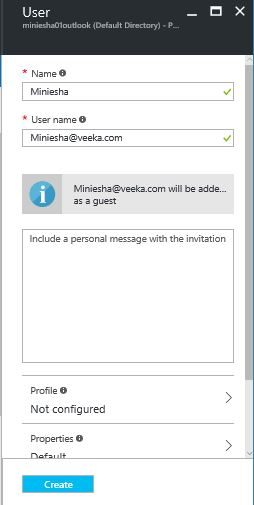 User
miniesha01outlook (Default Directory) - P...
* Name
Miniesha
* User name
Miniesha@veeka.com
Miniesha@veeka.com will be adde...
as a guest
Include a personal message with the invitation
Profile
Not configured
Properties
Default
Create